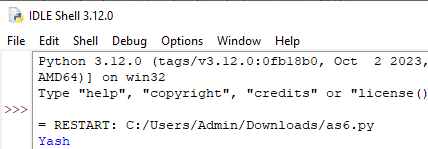 IDLE Shell 3.12.0
File Edit Shell Debug Options Window Help
Python 3.12.0 (tags/v3.12.0:0fb18b0, Oct  2 2023,
AMD64)] on win32
Type "help", "copyright", "credits" or "license()
>>>
= RESTART: C:/Users/Admin/Downloads/as6.py
Yash